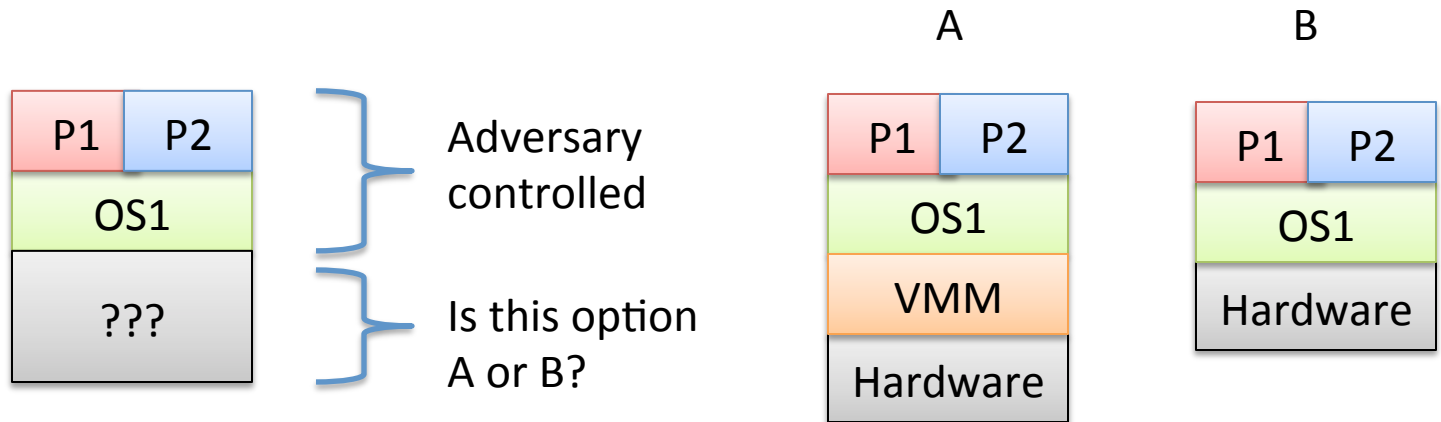 P1 P2
OS1
???
Adversary
controlled
Is this option
A or B?
A
P1 P2
OS1
VMM
Hardware
B
P1 P2
OS1
Hardware